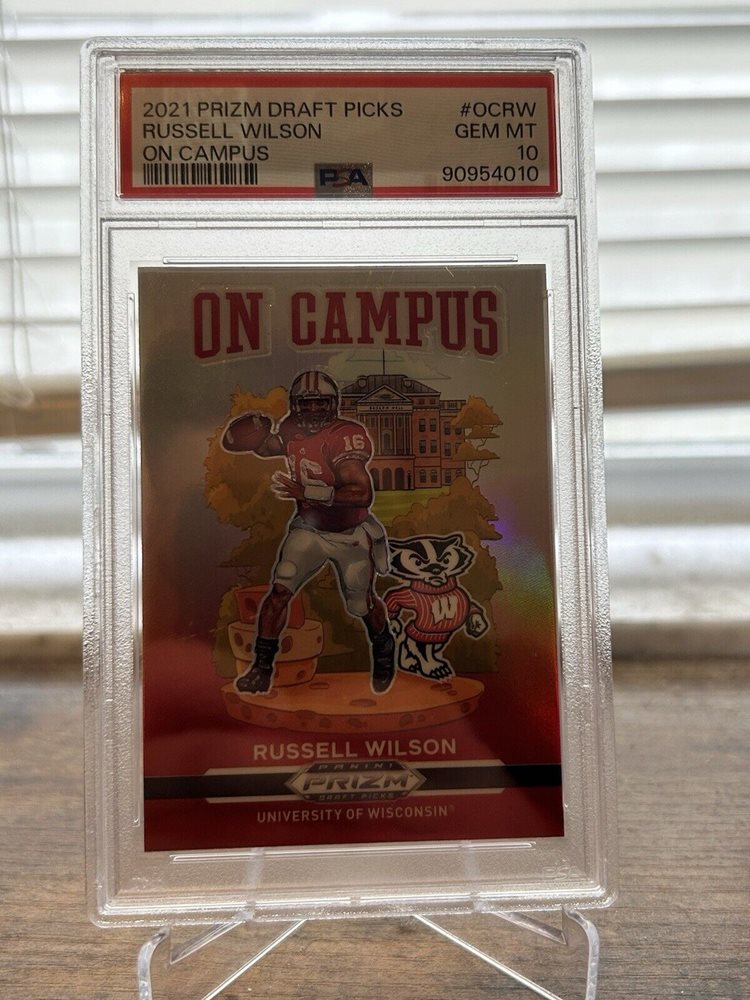 2021 PRIZM DRAFT PICKS #OCRW
RUSSELL WILSON GEM MT
ON CAMPUS 10
PSA 90954010
ON CAMPUS
16
16
W
RUSSELL WILSON
PANINI
PRIZM
DRAFT PICKS
UNIVERSITY OF WISCONSIN®